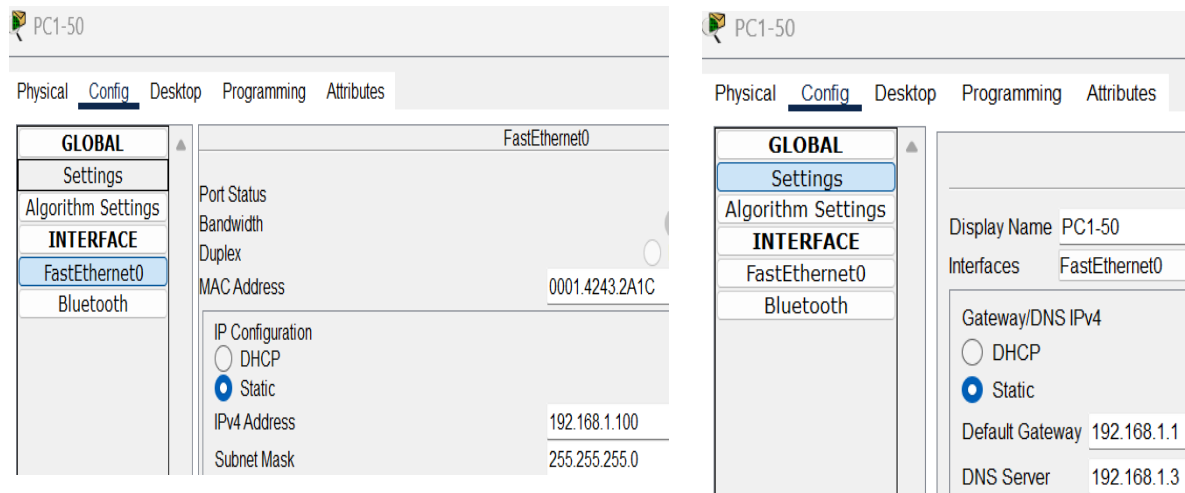 PC1-50
Physical Config Desktop Programming Attributes
GLOBAL
Settings
Algorithm Settings
INTERFACE
FastEthernet0
Bluetooth
FastEthernet0
Port Status
Bandwidth
Duplex
MAC Address 0001.4243.2A1C
IP Configuration
DHCP
Static
IPv4 Address 192.168.1.100
Subnet Mask 255.255.255.0
PC1-50
Physical Config Desktop Programming Attributes
GLOBAL
Settings
Algorithm Settings
INTERFACE
FastEthernet0
Bluetooth
Display Name PC1-50
Interfaces FastEthernet0
Gateway/DNS IPv4
DHCP
Static
Default Gateway 192.168.1.1
DNS Server 192.168.1.3